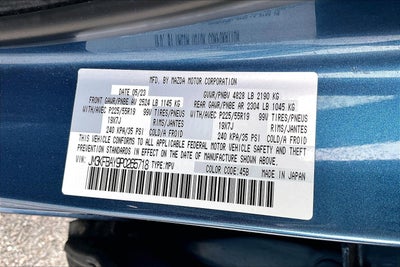 MFD. BY MAZDA MOTOR CORPORATION
DATE 05/23 GVWR/PNBV 4828 LB 2190 KG
FRONT GAWR/PNBE AV 2524 LB 1145 KG REAR GAWR/PNBE AR 2304 LB 1045 KG
WITH/AVEC P225/55R19 99V TIRES/PNEUS WITH/AVEC P225/55R19 99V TIRES/PNEUS
19X7J RIMS/JANTES 19X7J RIMS/JANTES
240 KPA/35 PSI COLD/A FROID 240 KPA/35 PSI COLD/A FROID
THIS VEHICLE CONFORMS TO ALL APPLICABLE FEDERAL MOTOR VEHICLE SAFETY AND THEFT
PREVENTION STANDARDS IN EFFECT ON THE DATE OF MANUFACTURE SHOWN ABOVE.
VIN: JM3KFBAY9P0265718 TYPE:MPV COLOR CODE:45B MADE IN JAPAN